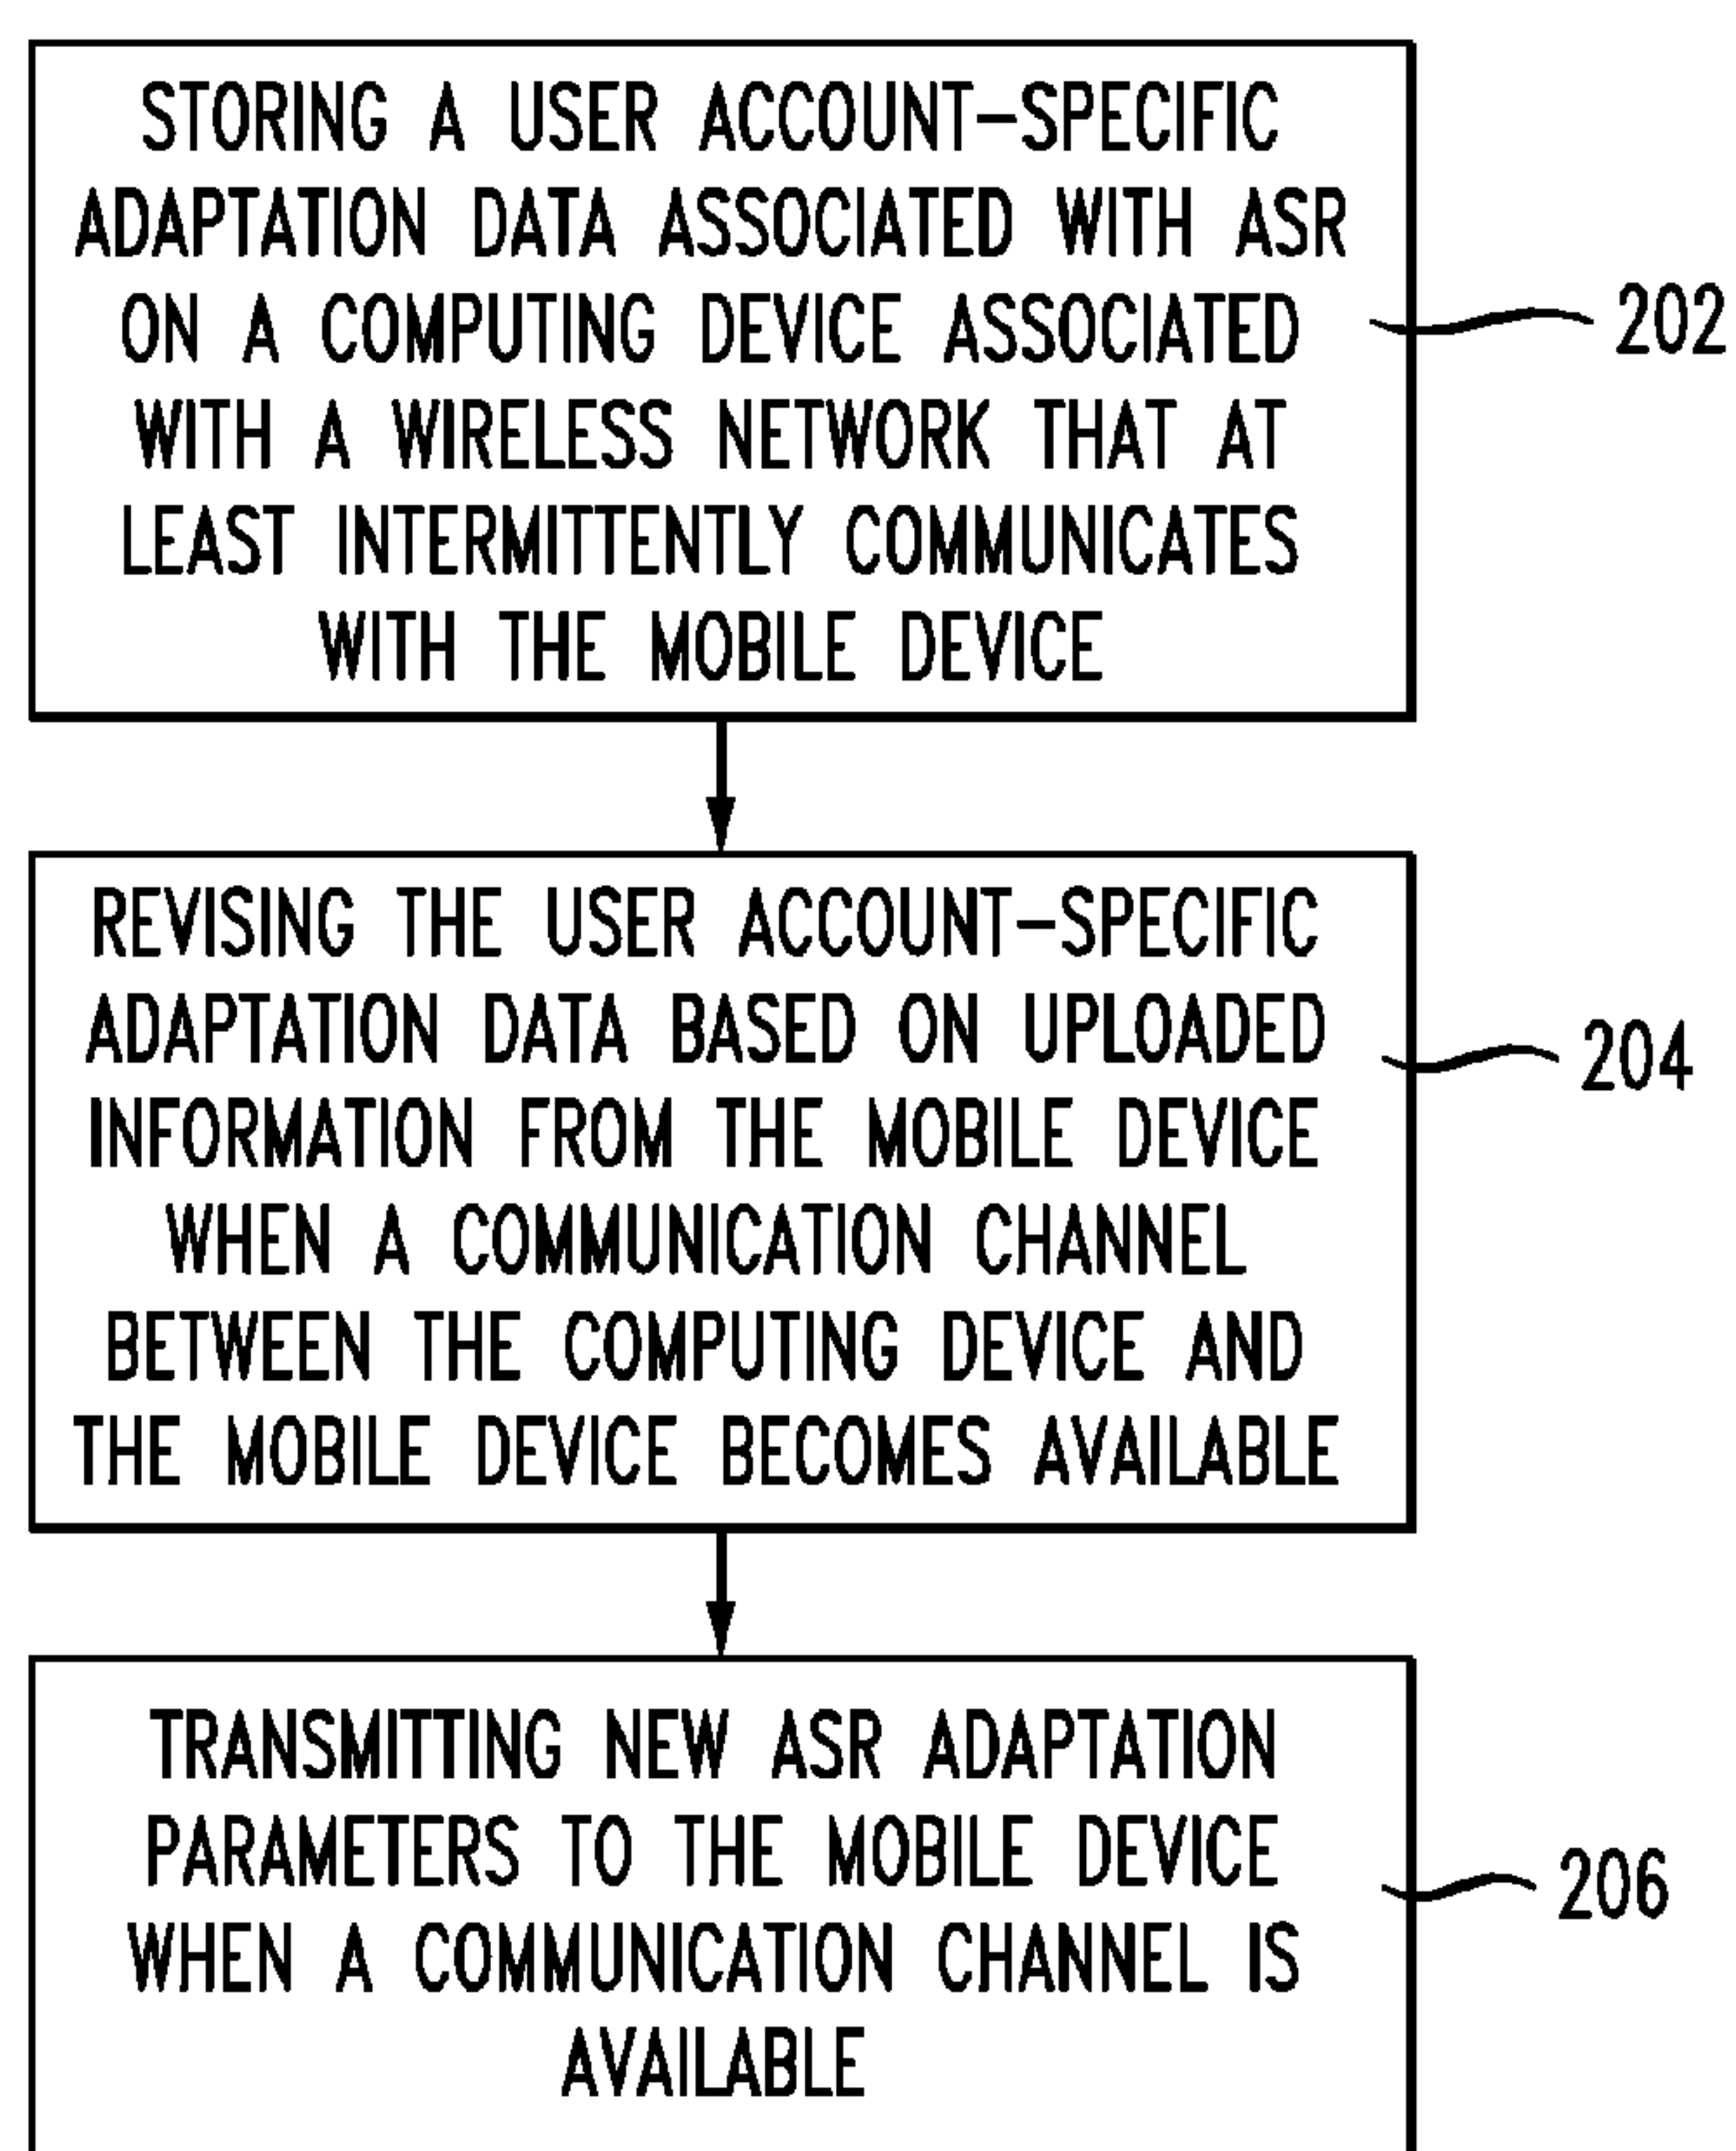 STORING A USER ACCOUNT-SPECIFIC
ADAPTATION DATA ASSOCIATED WITH ASR
ON A COMPUTING DEVICE ASSOCIATED
WITH A WIRELESS NETWORK THAT AT
LEAST INTERMITTENTLY COMMUNICATES
WITH THE MOBILE DEVICE
202
REVISING THE USER ACCOUNT-SPECIFIC
ADAPTATION DATA BASED ON UPLOADED
INFORMATION FROM THE MOBILE DEVICE
WHEN A COMMUNICATION CHANNEL
BETWEEN THE COMPUTING DEVICE AND
THE MOBILE DEVICE BECOMES AVAILABLE
204
TRANSMITTING NEW ASR ADAPTATION
PARAMETERS TO THE MOBILE DEVICE
WHEN A COMMUNICATION CHANNEL IS
AVAILABLE
206